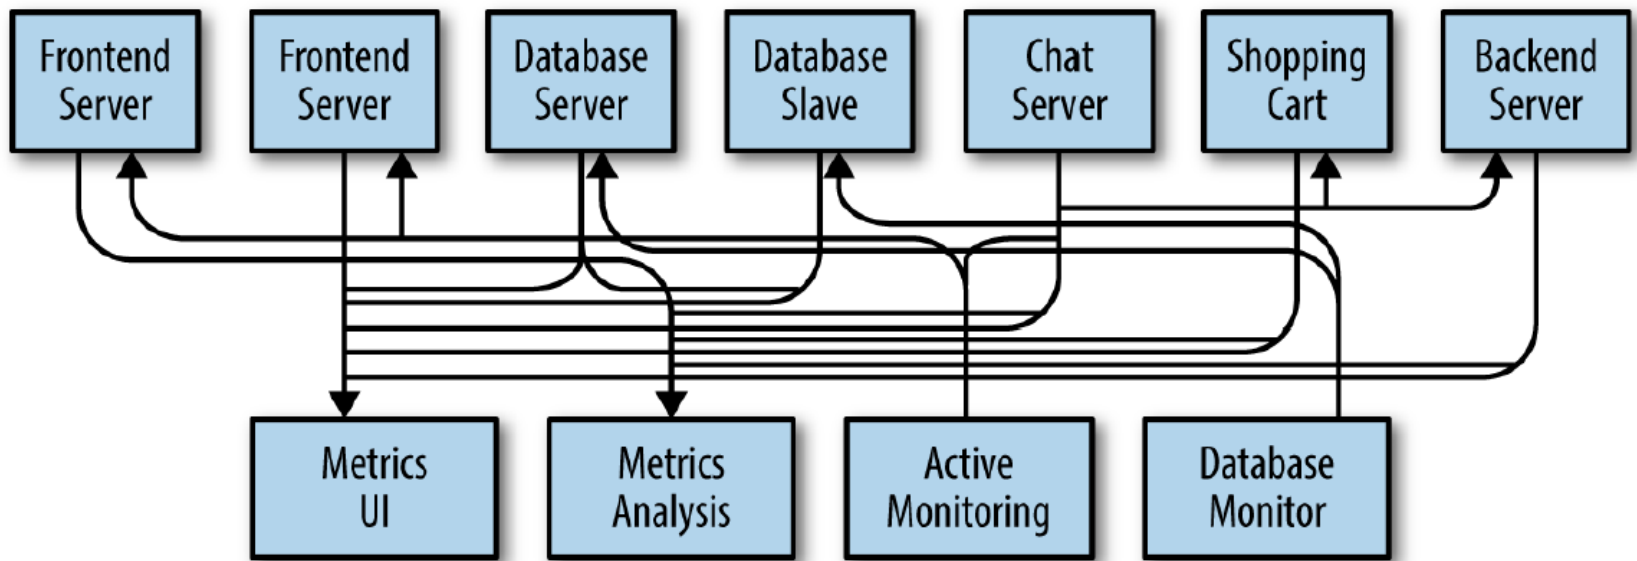 Frontend
Server
Frontend
Server
Database
Server
Database
Slave
Chat
Server
Shopping
Cart
Backend
Server
Metrics
UI
Metrics
Analysis
Active
Monitoring
Database
Monitor